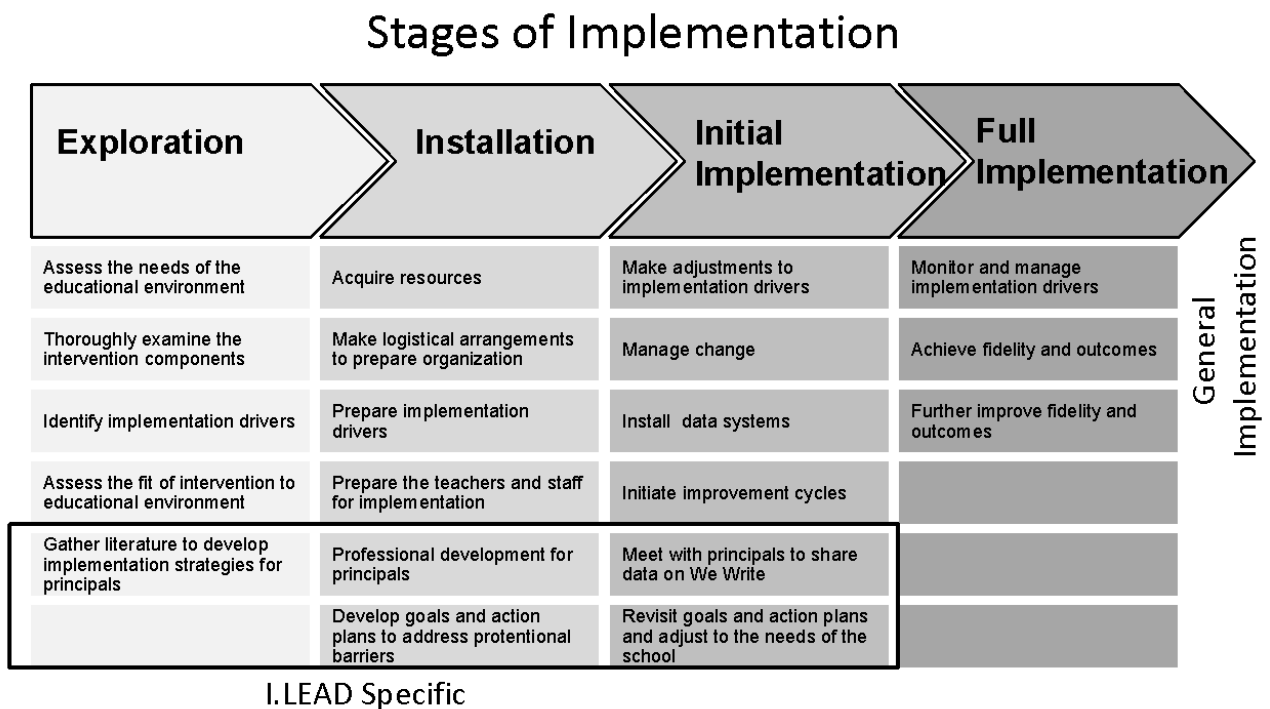 Stages of Implementation
Exploration
Installation
Initial
Implementation
Full
Implementation
Assess the needs of the
educational environment
Acquire resources
Make adjustments to
implementation drivers
Monitor and manage
implementation drivers
Thoroughly examine the
intervention components
Make logistical arrangements
to prepare organization
Manage change
Achieve fidelity and outcomes
Identify implementation drivers
Prepare implementation
drivers
Install data systems
Further improve fidelity and
outcomes
Assess the fit of intervention to
educational environment
Prepare the teachers and staff
for implementation
Initiate improvement cycles
Gather literature to develop
implementation strategies for
principals
Professional development for
principals
Meet with principals to share
data on We Write
Develop goals and action
plans to address protentional
barriers
Revisit goals and action plans
and adjust to the needs of the
school
General
Implementation
I.LEAD Specific